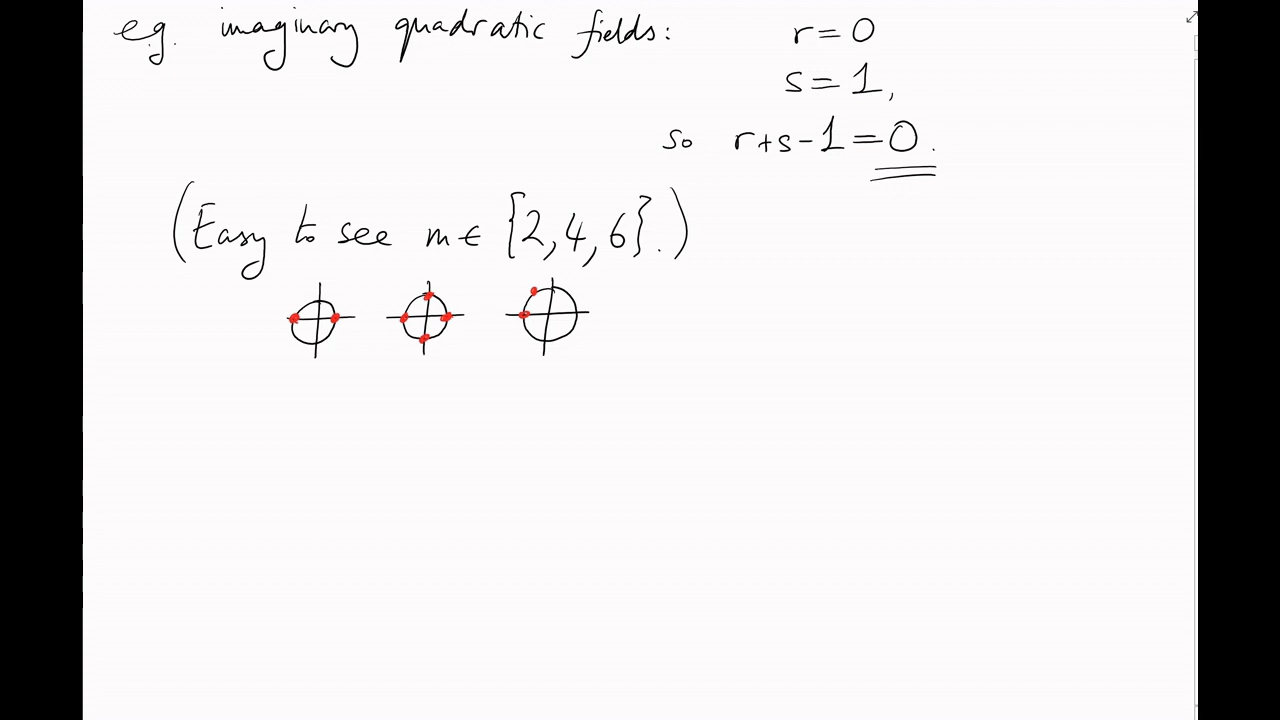 e.g. imaginary quadratic fields: r=0
s=1,
so r+s-1=0.
(Easy to see m∈ {2,4,6}.)